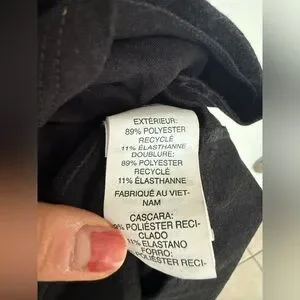 EXTÉRIEUR:
89% POLYESTER
RECYCLÉ
11% ÉLASTHANNE
DOUBLURE:
89% POLYESTER
RECYCLÉ
11% ÉLASTHANNE
FABRIQUÉ AU VIET-
NAM
CASCARA:
9% POLIÉSTER RECI-
CLADO
11% ELASTANO
FORRO:
% POLIÉSTER RECI-